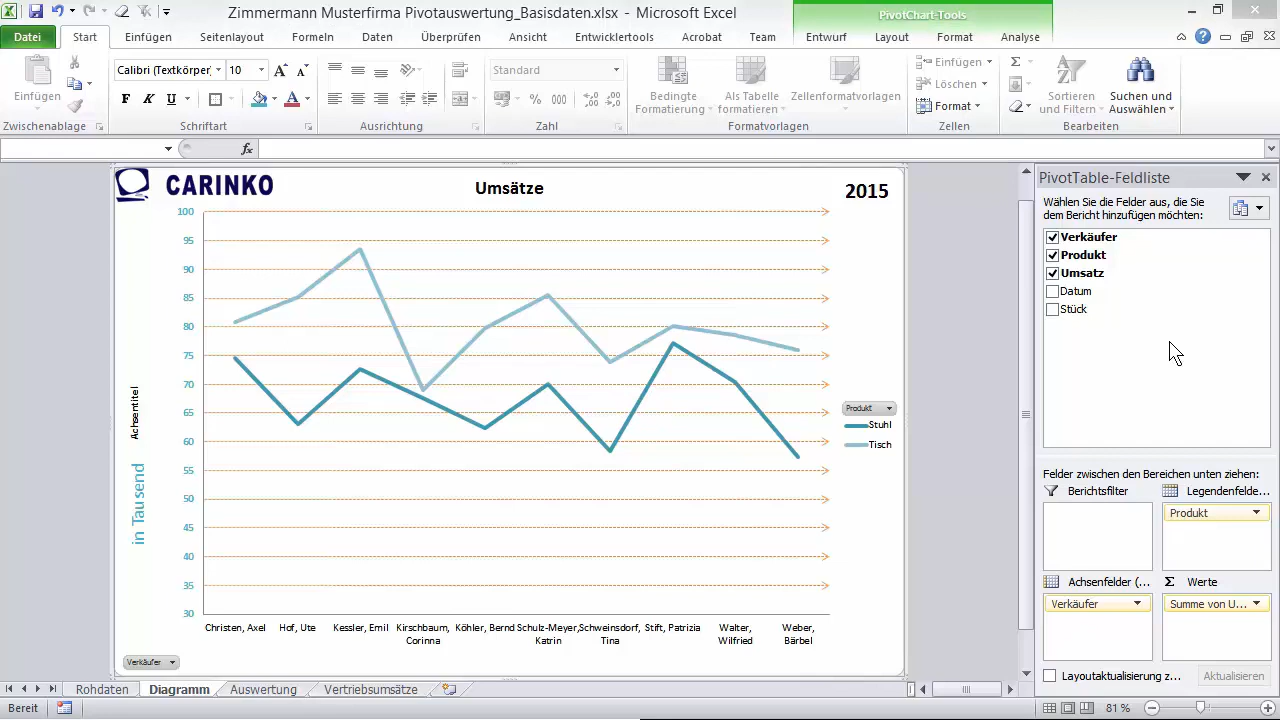 Zimmermann Musterfirma Pivotauswertung_Basisdaten.xlsx - Microsoft Excel
PivotChart-Tools
Datei Start Einfügen Seitenlayout Formeln Daten Überprüfen Ansicht Entwicklertools Acrobat Team Entwurf Layout Format Analyse
Einfügen
Zwischenablage
Calibri (Textkörper) 10
F K U
Schriftart
Ausrichtung
Standard
% 000
Zahl
Bedingte Formatierung
Als Tabelle formatieren
Zellenformatvorlagen
Formatvorlagen
Einfügen
Löschen
Format
Zellen
Sortieren und Filtern
Suchen und Auswählen
Bearbeiten
fx
CARINKO
Umsätze
2015
100
95
90
85
80
75
70
65
60
55
50
45
40
35
30
Achsentitel
in Tausend
Christen, Axel
Hof, Ute
Kessler, Emil
Kirschbaum, Corinna
Köhler, Bernd
Schulz-Meyer, Katrin
Schweinsdorf, Tina
Stift, Patrizia
Walter, Wilfried
Weber, Bärbel
Produkt
Stuhl
Tisch
Verkäufer
PivotTable-Feldliste
Wählen Sie die Felder aus, die Sie
dem Bericht hinzufügen möchten:
Verkäufer
Produkt
Umsatz
Datum
Stück
Felder zwischen den Bereichen unten ziehen:
Berichtsfilter
Legendenfelde...
Produkt
Achsenfelder (...
Werte
Verkäufer
Summe von U...
Layoutaktualisierung z...
Aktualisieren
Rohdaten Diagramm Auswertung Vertriebsumsätze
Bereit
81 %